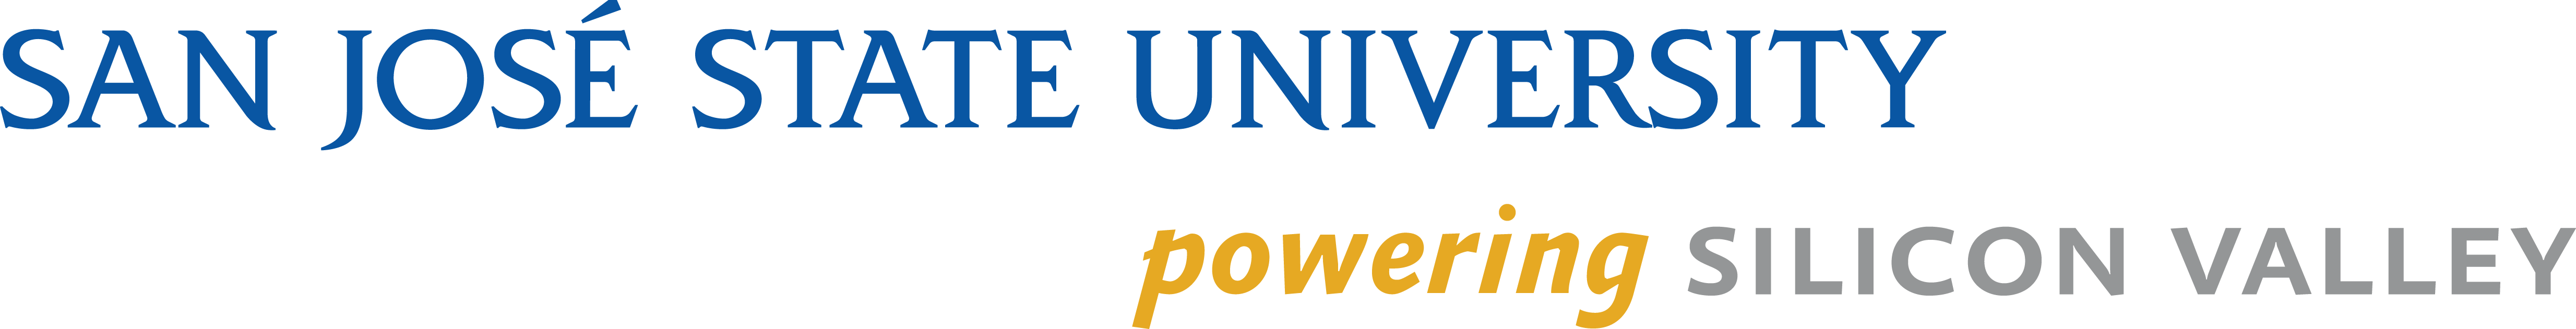 SAN JOSÉ STATE UNIVERSITY
powering SILICON VALLEY